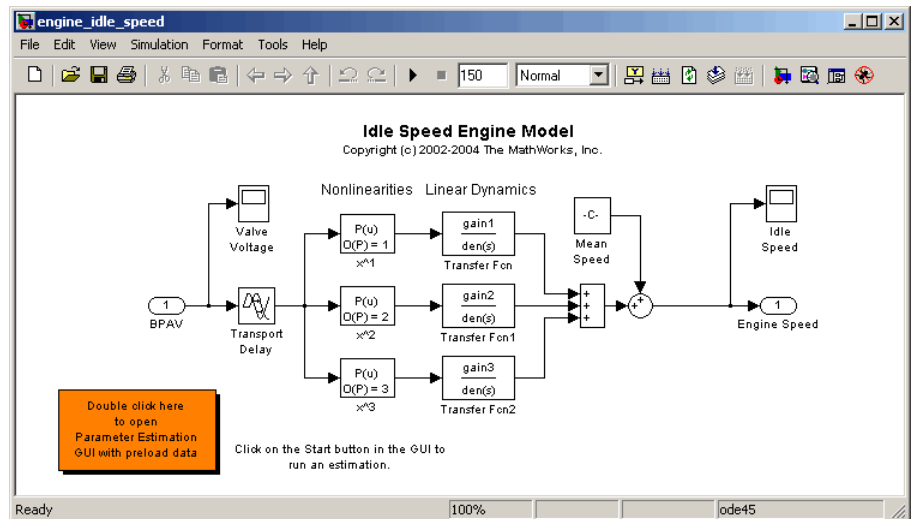 engine_idle_speed
File Edit View Simulation Format Tools Help
150 Normal
Idle Speed Engine Model
Copyright (c) 2002-2004 The MathWorks, Inc.
Nonlinearities Linear Dynamics
Valve
Voltage
P(u)
O(P) = 1
x^1
gain1
den(s)
Transfer Fcn
-C-
Mean
Speed
Idle
Speed
1
BPAV
Transport
Delay
P(u)
O(P) = 2
x^2
gain2
den(s)
Transfer Fcn1
+
+
+
+
+
1
Engine Speed
P(u)
O(P) = 3
x^3
gain3
den(s)
Transfer Fcn2
Double click here
to open
Parameter Estimation
GUI with preload data
Click on the Start button in the GUI to
run an estimation.
Ready 100% ode45